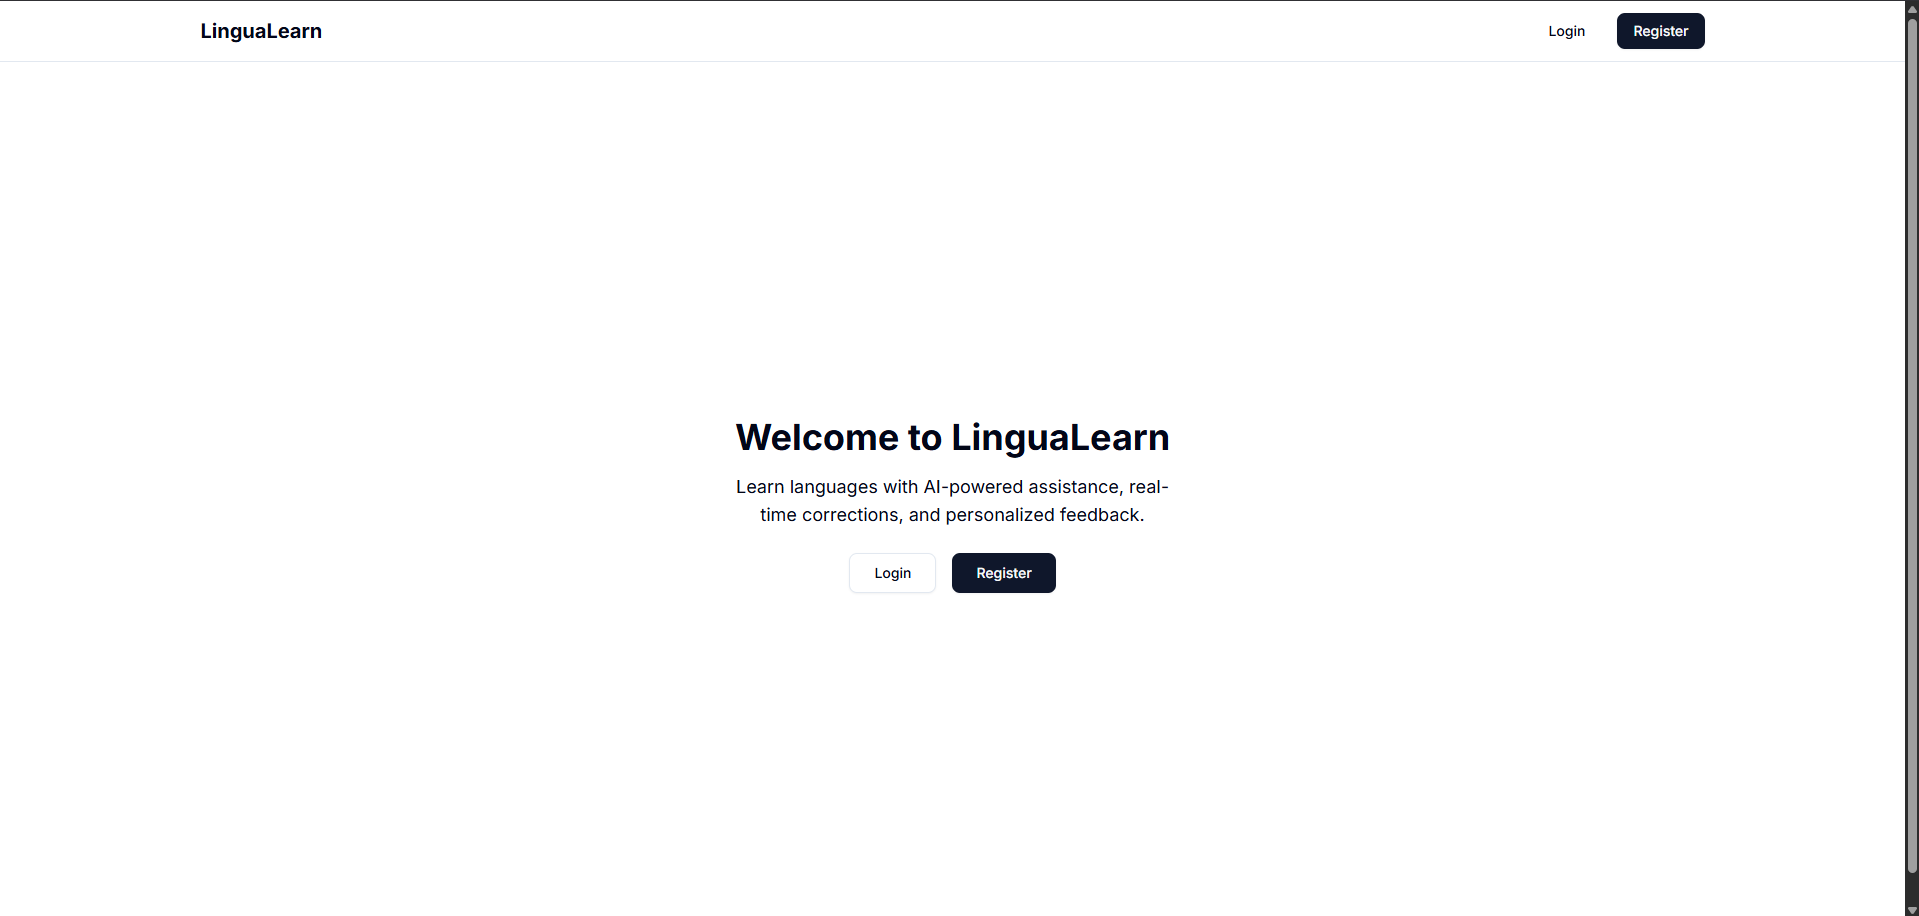 LinguaLearn
Login
Register
Welcome to LinguaLearn
Learn languages with AI-powered assistance, real-
time corrections, and personalized feedback.
Login
Register